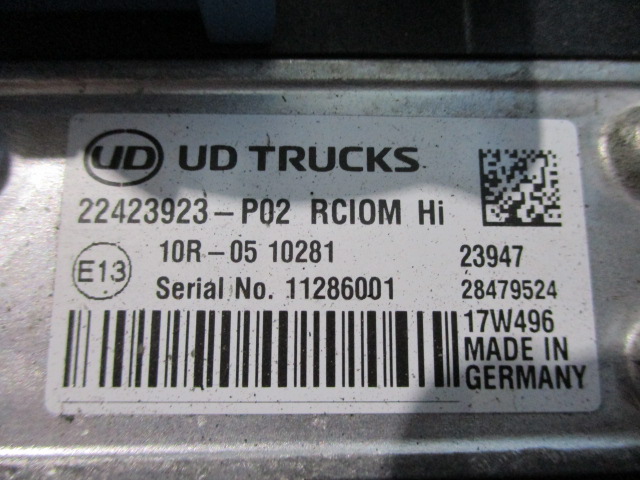 UD UD TRUCKS
22423923-P02 RCIOM Hi
E13 10R-05 10281 23947
Serial No. 11286001 28479524
17W496
MADE IN
GERMANY